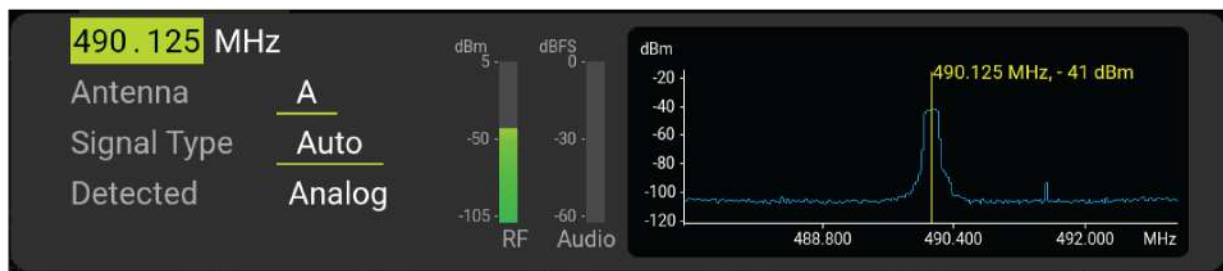 490.125 MHz
Antenna A
Signal Type Auto
Detected Analog
dBm
5
-50
-105
RF
dBFS
0
-30
-60
Audio
dBm
490.125 MHz, - 41 dBm
-20
-40
-60
-80
-100
-120
488.800 490.400 492.000 MHz